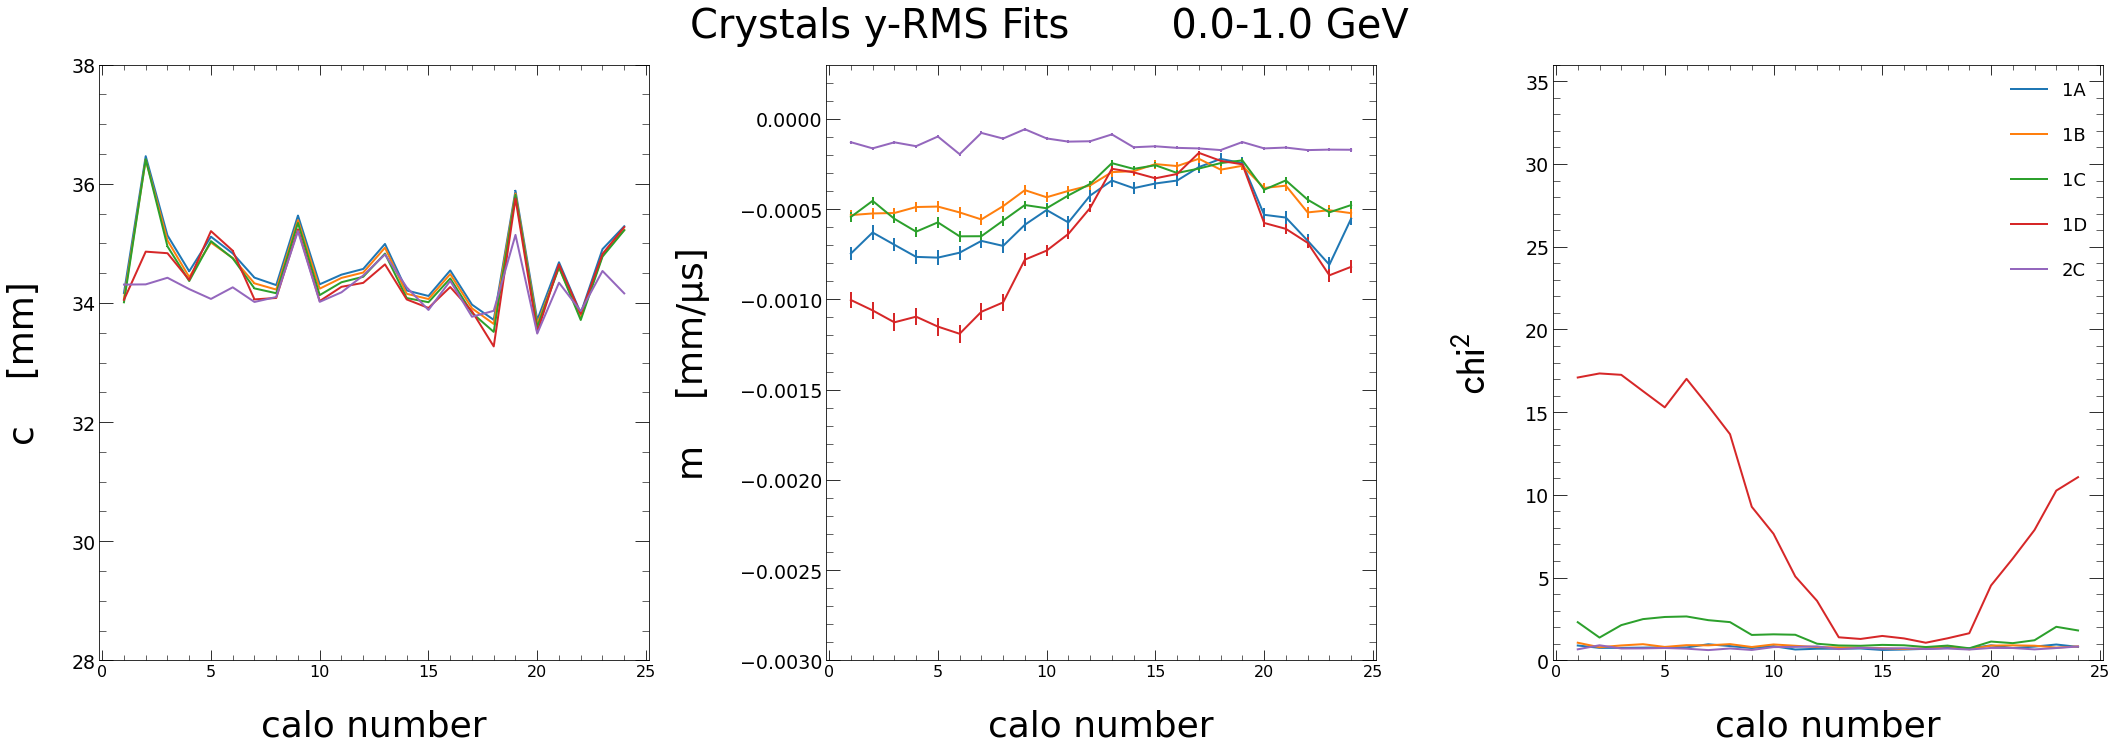 Crystals y-RMS Fits 0.0-1.0 GeV
c [mm]
38
36
34
32
30
28
0 5 10 15 20 25
calo number
m [mm/µs]
0.0000
−0.0005
−0.0010
−0.0015
−0.0020
−0.0025
−0.0030
0 5 10 15 20 25
calo number
chi²
35
30
25
20
15
10
5
0
0 5 10 15 20 25
calo number
1A
1B
1C
1D
2C